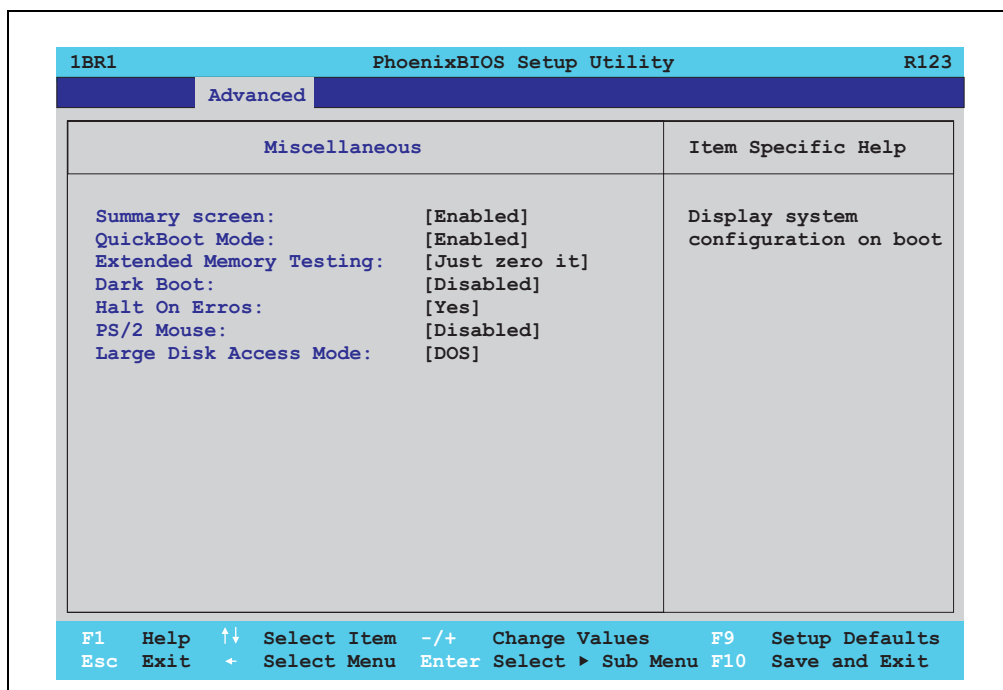 1BR1 PhoenixBIOS Setup Utility R123
Advanced
Miscellaneous Item Specific Help
Summary screen: [Enabled] Display system
QuickBoot Mode: [Enabled] configuration on boot
Extended Memory Testing: [Just zero it]
Dark Boot: [Disabled]
Halt On Erros: [Yes]
PS/2 Mouse: [Disabled]
Large Disk Access Mode: [DOS]
F1 Help ↑↓ Select Item -/+ Change Values F9 Setup Defaults
Esc Exit ← Select Menu Enter Select ▶ Sub Menu F10 Save and Exit